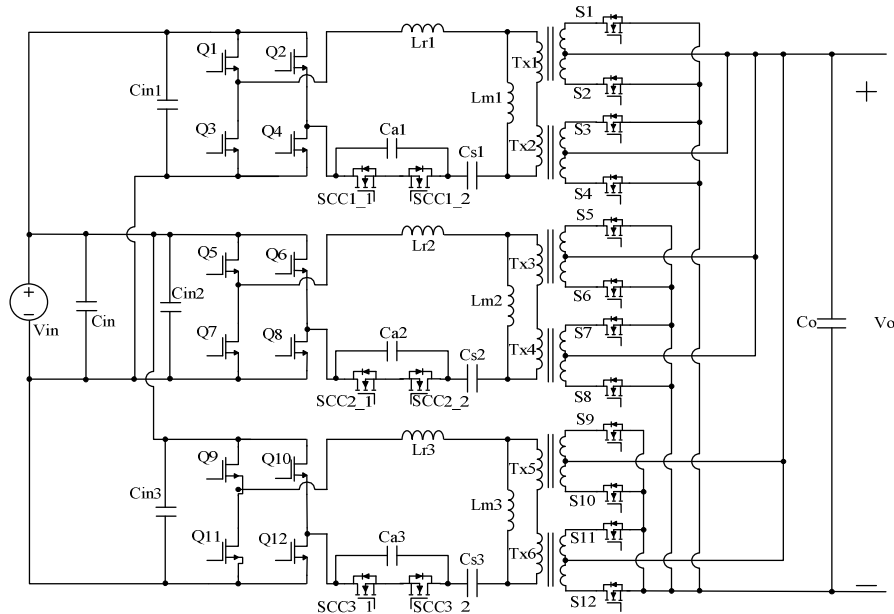 S1
Q1
Q2
Lr1
Tx1
Cin1
S2
Lm1
+
Q3
Q4
Ca1
S3
Tx2
Cs1
SCC1_1
SCC1_2
S4
S5
Q5
Q6
Lr2
Tx3
+
Cin
Cin2
S6
Vin
Lm2
−
Q7
Q8
Ca2
S7
Co
Vo
Tx4
Cs2
SCC2_1
SCC2_2
S8
S9
Q9
Q10
Lr3
Tx5
Cin3
S10
Lm3
Q11
Q12
Ca3
S11
Tx6
Cs3
−
SCC3_1
SCC3_2
S12